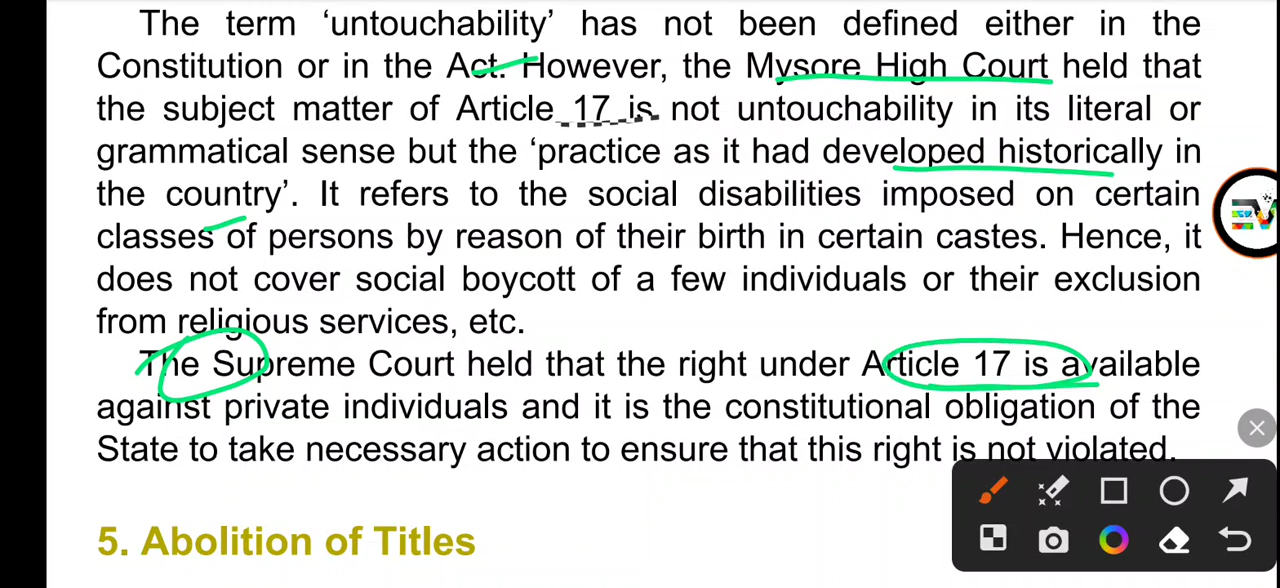 The term ‘untouchability’ has not been defined either in the
Constitution or in the Act. However, the Mysore High Court held that
the subject matter of Article 17 is not untouchability in its literal or
grammatical sense but the ‘practice as it had developed historically in
the country’. It refers to the social disabilities imposed on certain
classes of persons by reason of their birth in certain castes. Hence, it
does not cover social boycott of a few individuals or their exclusion
from religious services, etc.
The Supreme Court held that the right under Article 17 is available
against private individuals and it is the constitutional obligation of the
State to take necessary action to ensure that this right is not violated.
5. Abolition of Titles
EV